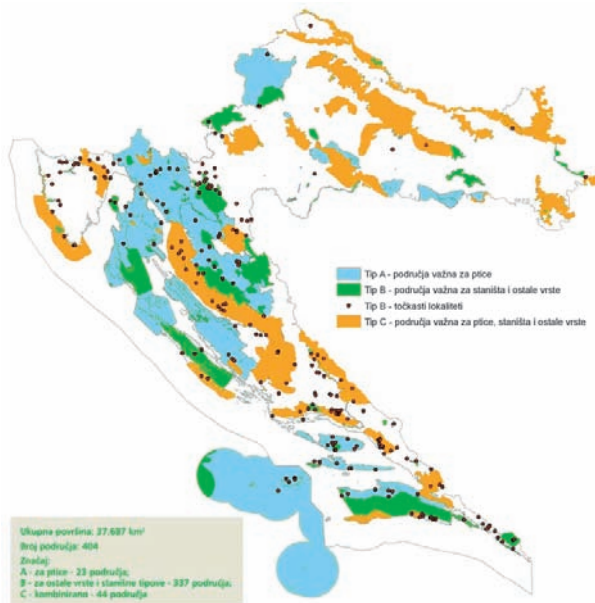 Tip A - područja važna za ptice
Tip B - područja važna za staništa i ostale vrste
Tip B - točkasti lokaliteti
Tip C - područja važna za ptice, staništa i ostale vrste
Ukupna površina: 27.687 km²
Broj područja: 404
Značaj:
A - za ptice - 23 područja;
B - za ostale vrste i stanišne tipove - 337 područja;
C - kombinirano - 44 područja